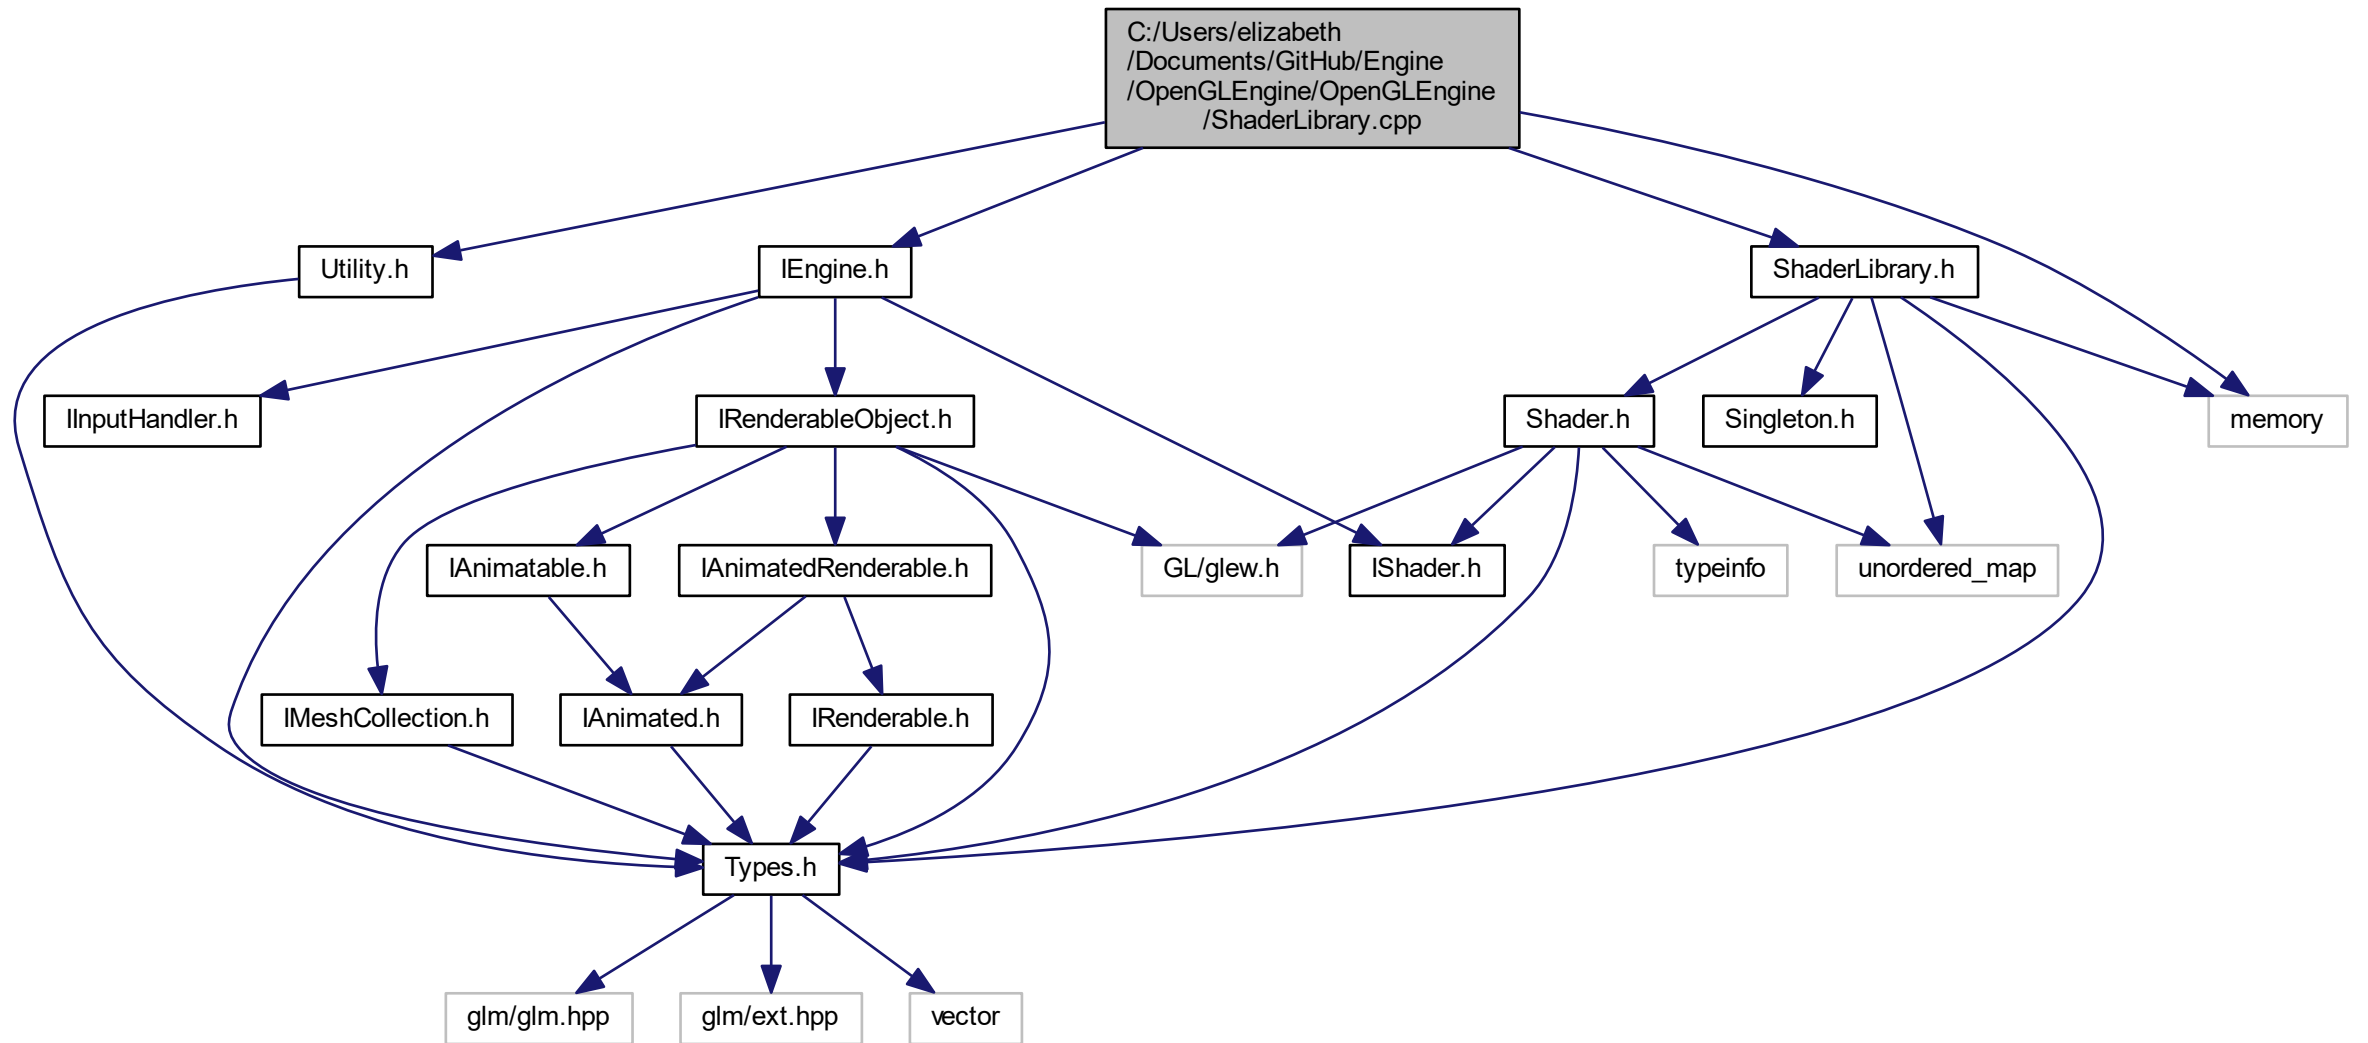 C:/Users/elizabeth
/Documents/GitHub/Engine
/OpenGLEngine/OpenGLEngine
/ShaderLibrary.cpp
Utility.h
IEngine.h
ShaderLibrary.h
IInputHandler.h
IRenderableObject.h
Shader.h
Singleton.h
memory
IAnimatable.h
IAnimatedRenderable.h
GL/glew.h
IShader.h
typeinfo
unordered_map
IMeshCollection.h
IAnimated.h
IRenderable.h
Types.h
glm/glm.hpp
glm/ext.hpp
vector